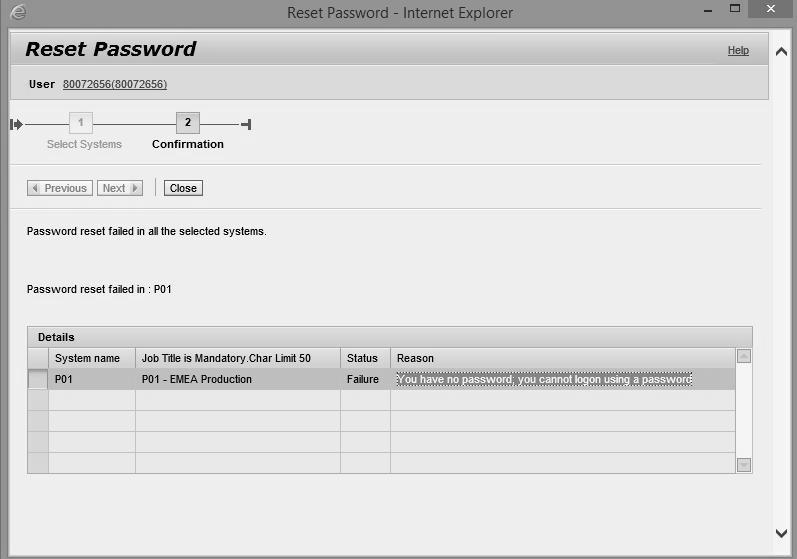 Reset Password - Internet Explorer
Reset Password
Help
User 80072656(80072656)
1
2
Select Systems
Confirmation
Previous Next Close
Password reset failed in all the selected systems.
Password reset failed in : P01
Details
System name Job Title is Mandatory.Char Limit 50 Status Reason
P01 P01 - EMEA Production Failure You have no password; you cannot logon using a password